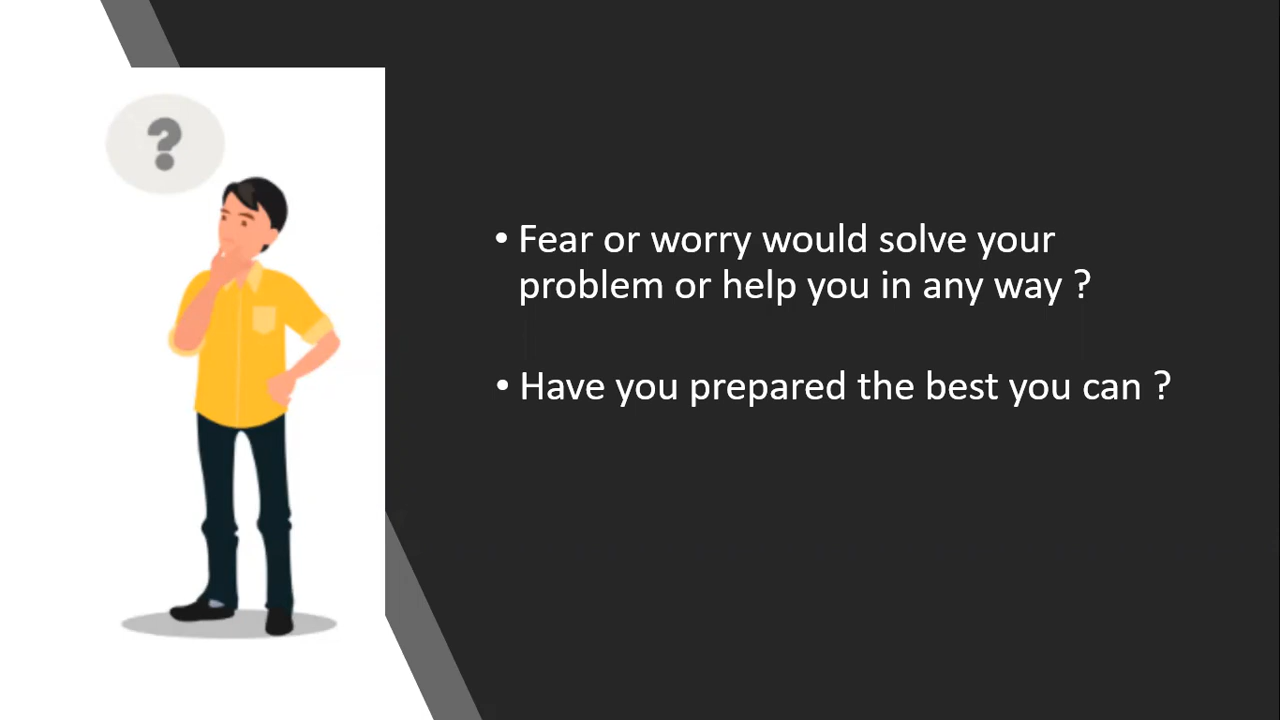 ?
• Fear or worry would solve your
problem or help you in any way ?
• Have you prepared the best you can ?